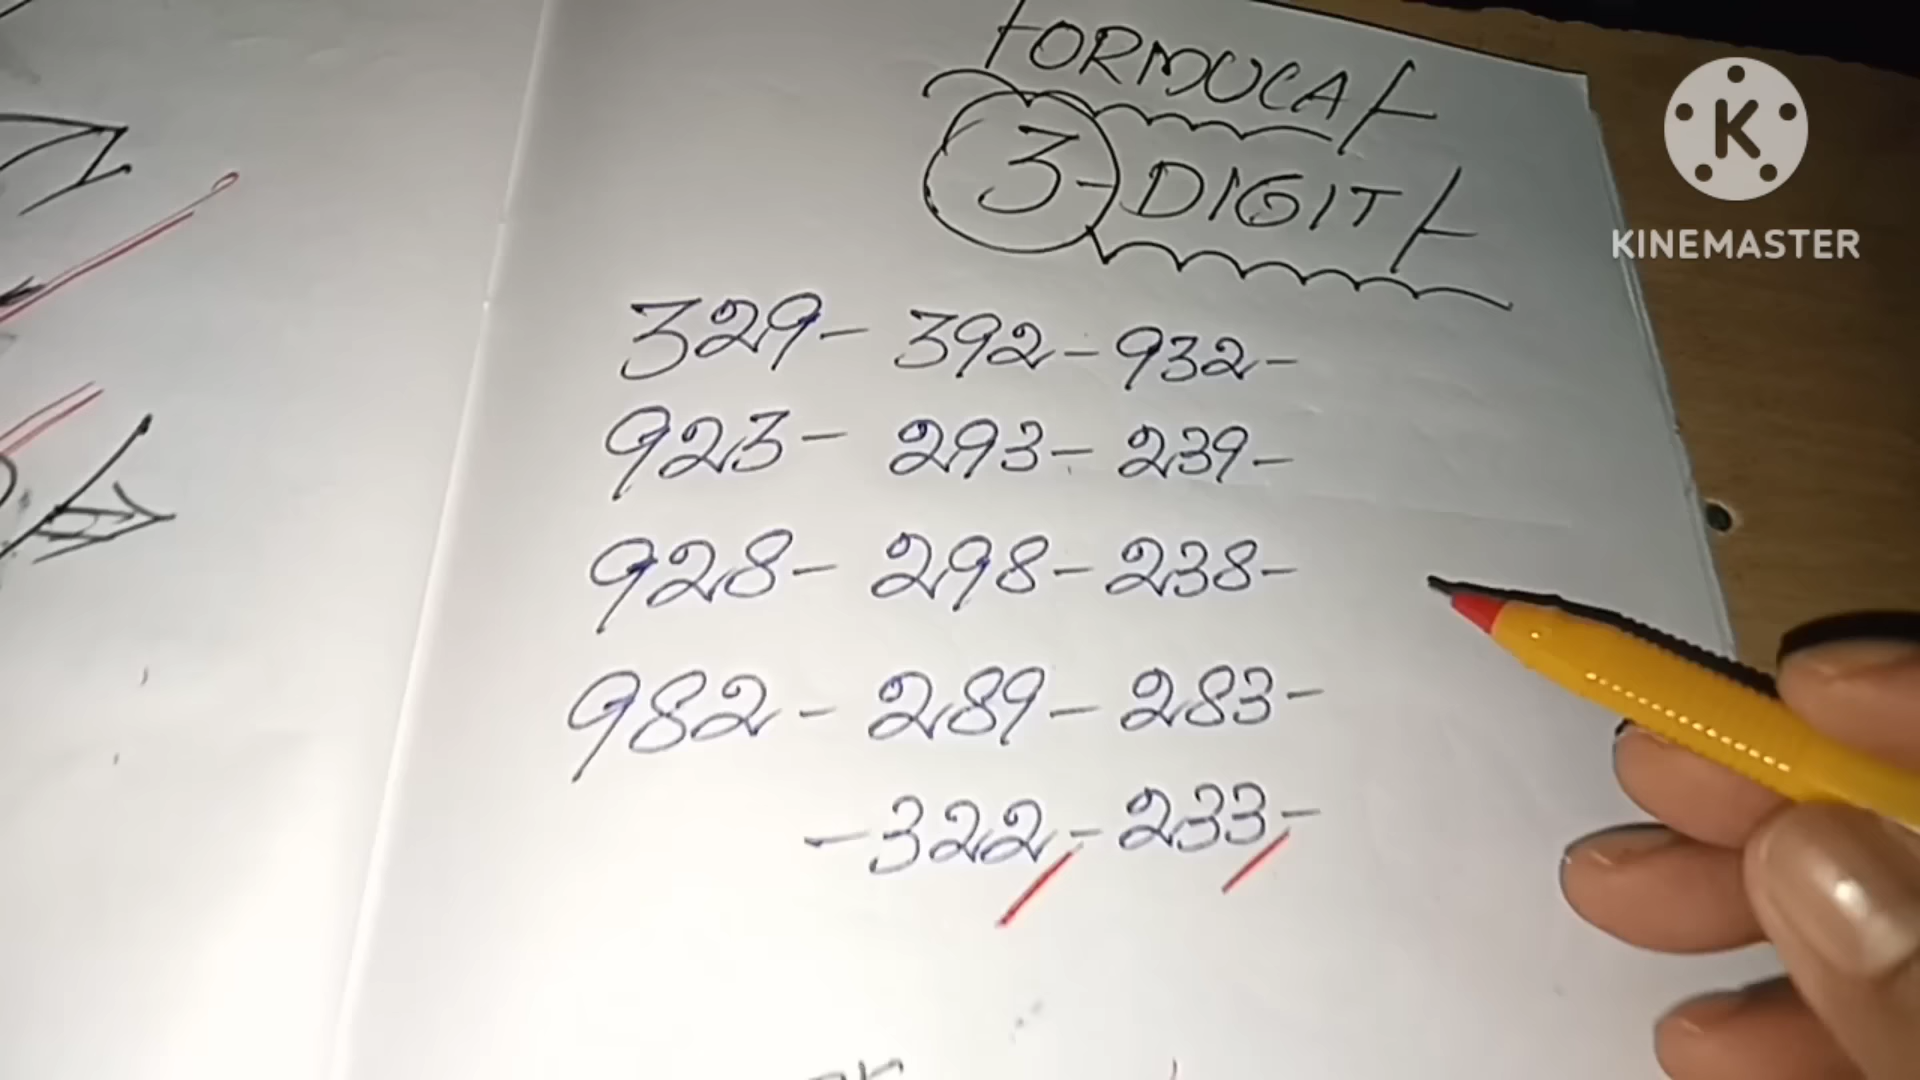 FORMULA
3-DIGIT
K
KINEMASTER
329- 392-932-
923- 293-239-
928- 298-238-
982- 289-283-
-322-233-